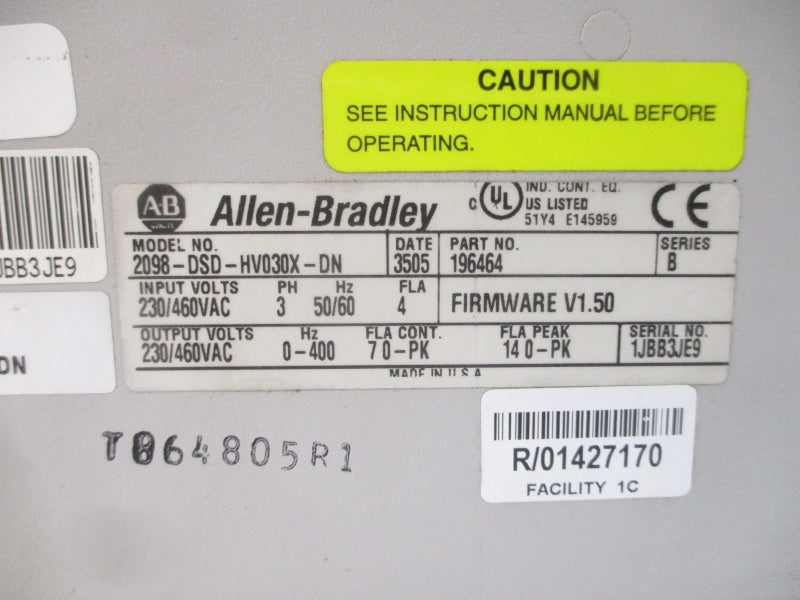 CAUTION
SEE INSTRUCTION MANUAL BEFORE
OPERATING.
JBB3JE9
DN
A-B
Allen-Bradley
C UL US LISTED
IND. CONT. EQ.
51Y4 E145959
CE
MODEL NO.
2098-DSD-HV030X-DN
DATE
3505
PART NO.
196464
SERIES
B
INPUT VOLTS PH Hz FLA
230/460VAC 3 50/60 4
FIRMWARE V1.50
OUTPUT VOLTS Hz FLA CONT. FLA PEAK SERIAL NO.
230/460VAC 0-400 7 0-PK 14 0-PK 1JBB3JE9
MADE IN U.S.A
T864805R1
R/01427170
FACILITY 1C